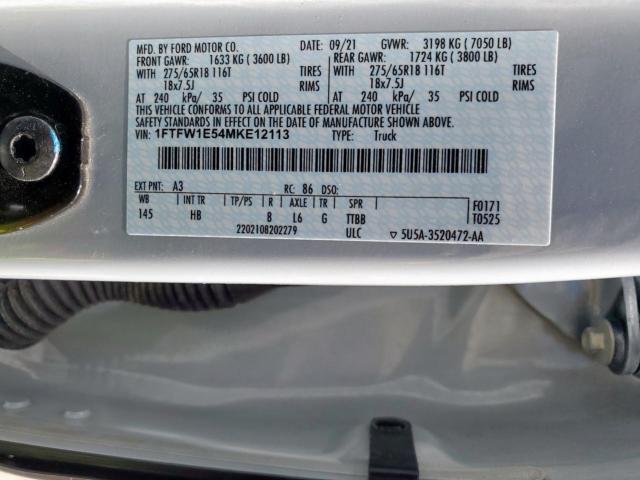 MFD. BY FORD MOTOR CO. DATE: 09/21 GVWR: 3198 KG (7050 LB)
FRONT GAWR: 1633 KG (3600 LB) REAR GAWR: 1724 KG (3800 LB)
WITH 275/65R18 116T TIRES WITH 275/65R18 116T TIRES
18x7.5J RIMS 18x7.5J RIMS
AT 240 kPa/ 35 PSI COLD AT 240 kPa/ 35 PSI COLD
THIS VEHICLE CONFORMS TO ALL APPLICABLE FEDERAL MOTOR VEHICLE
SAFETY STANDARDS IN EFFECT ON THE DATE OF MANUFACTURE SHOWN ABOVE.
VIN: 1FTFW1E54MKE12113 TYPE: Truck
EXT PNT: A3 RC: 86 DSO:
WB INT TR TP/PS R AXLE TR SPR F0171
145 HB 8 L6 G TTBB T0525
2202108202279 ULC ▽ 5U5A-3520472-AA